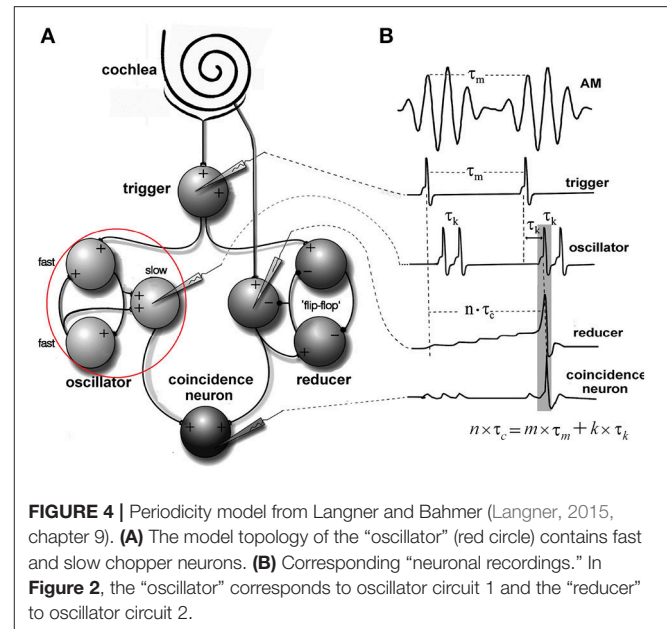 A
B
cochlea
τm
AM
trigger
+
+
+
τm
trigger
τk
τk
τk
oscillator
fast
slow
+
+
+
+
fast
+
oscillator
+
−
−
'flip-flop'
+
−
reducer
n · τc
reducer
coincidence
neuron
+
+
coincidence
neuron
n × τc = m × τm + k × τk
FIGURE 4 | Periodicity model from Langner and Bahmer (Langner, 2015,
chapter 9). (A) The model topology of the “oscillator” (red circle) contains fast
and slow chopper neurons. (B) Corresponding “neuronal recordings.” In
Figure 2, the “oscillator” corresponds to oscillator circuit 1 and the “reducer”
to oscillator circuit 2.